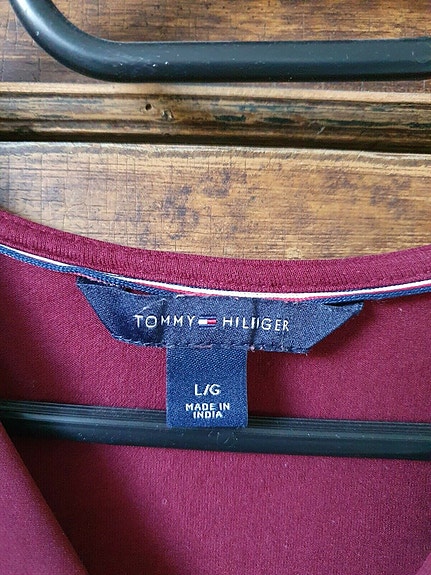 TOMMY HILFIGER
L/G
MADE IN
INDIA